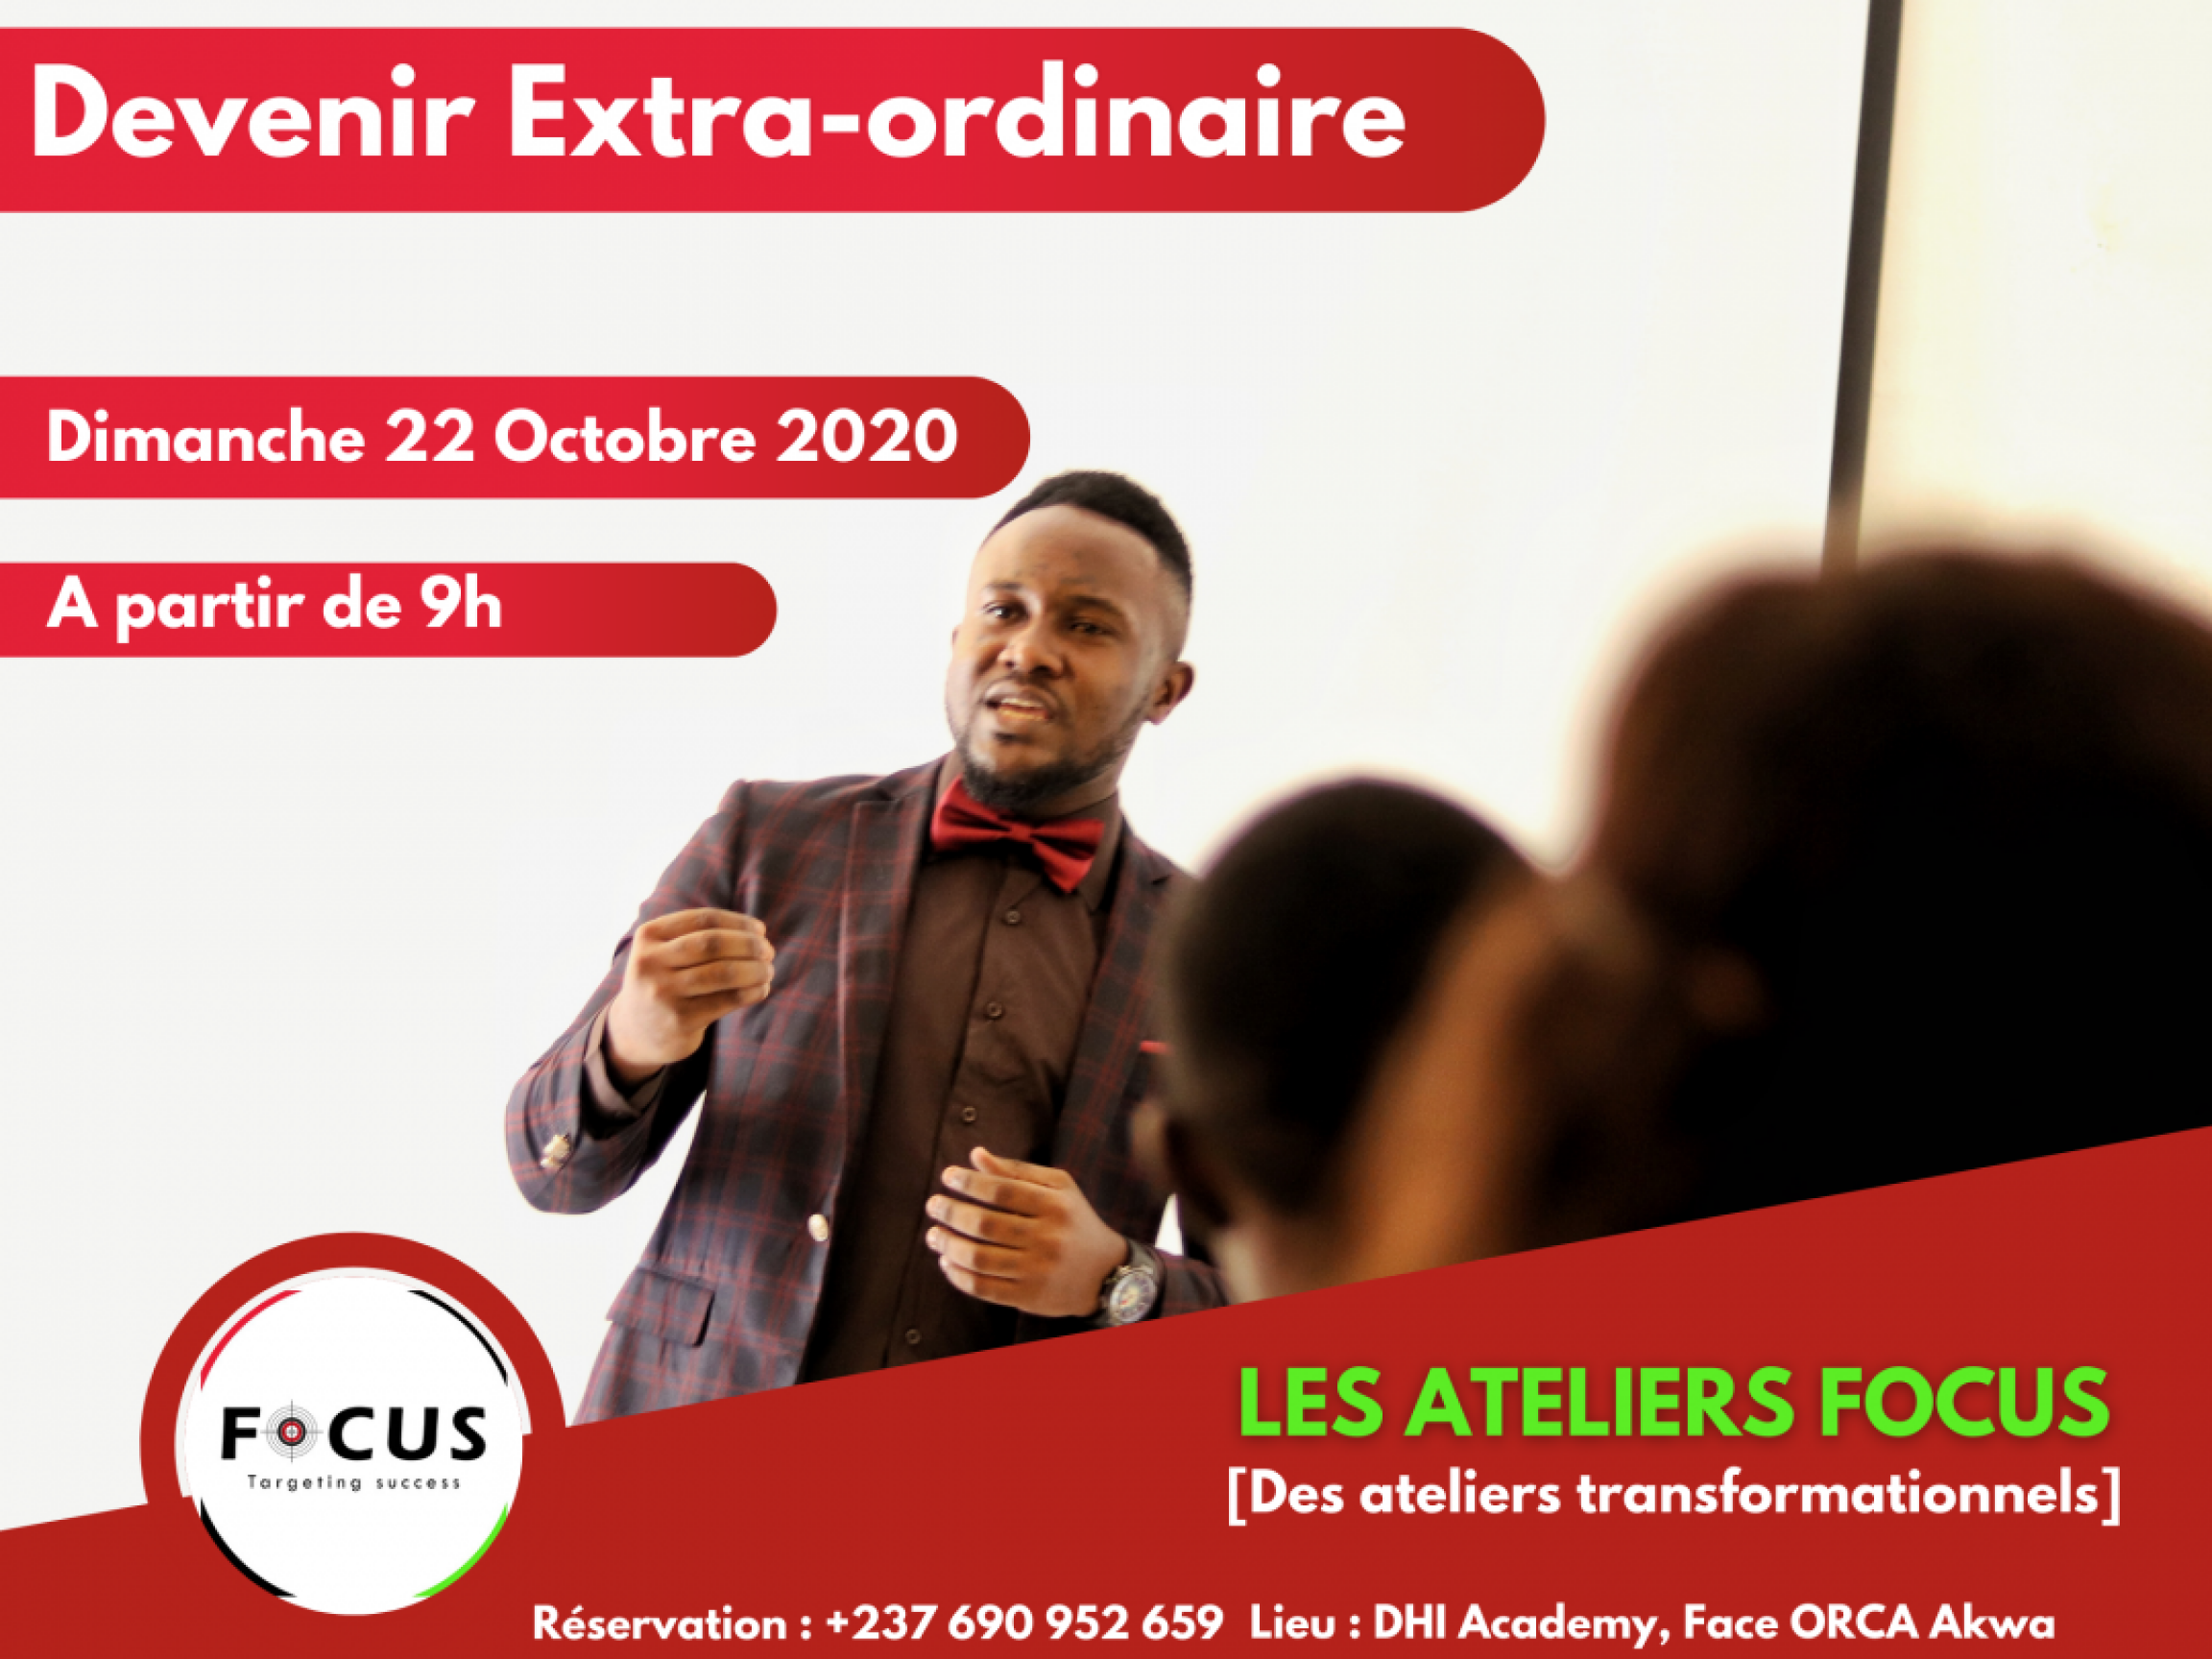 Devenir Extra-ordinaire
Dimanche 22 Octobre 2020
A partir de 9h
FOCUS
Targeting success
LES ATELIERS FOCUS
[Des ateliers transformationnels]
Réservation : +237 690 952 659 Lieu : DHI Academy, Face ORCA Akwa